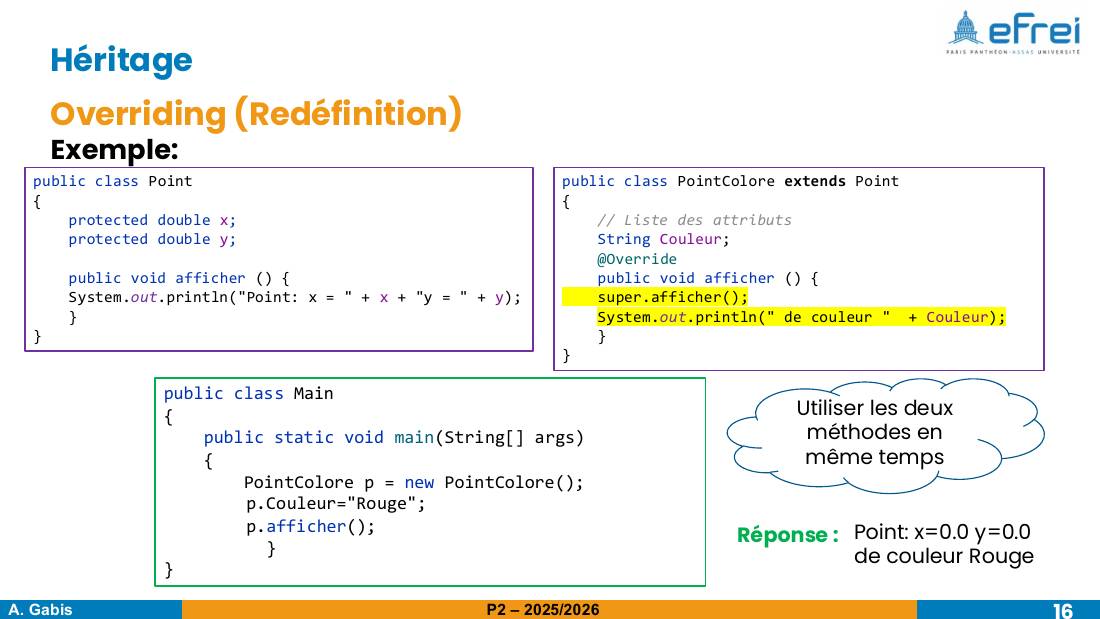 efrei
PARIS PANTHÉON-ASSAS UNIVERSITÉ
Héritage
Overriding (Redéfinition)
Exemple:
public class Point
{
    protected double x;
    protected double y;

    public void afficher () {
    System.out.println("Point: x = " + x + "y = " + y);
    }
}
public class PointColore extends Point
{
    // Liste des attributs
    String Couleur;
    @Override
    public void afficher () {
    super.afficher();
    System.out.println(" de couleur "  + Couleur);
    }
}
public class Main
{
    public static void main(String[] args)
    {
        PointColore p = new PointColore();
        p.Couleur="Rouge";
        p.afficher();
          }
}
Utiliser les deux
méthodes en
même temps
Réponse : Point: x=0.0 y=0.0
de couleur Rouge
A. Gabis
P2 – 2025/2026
16